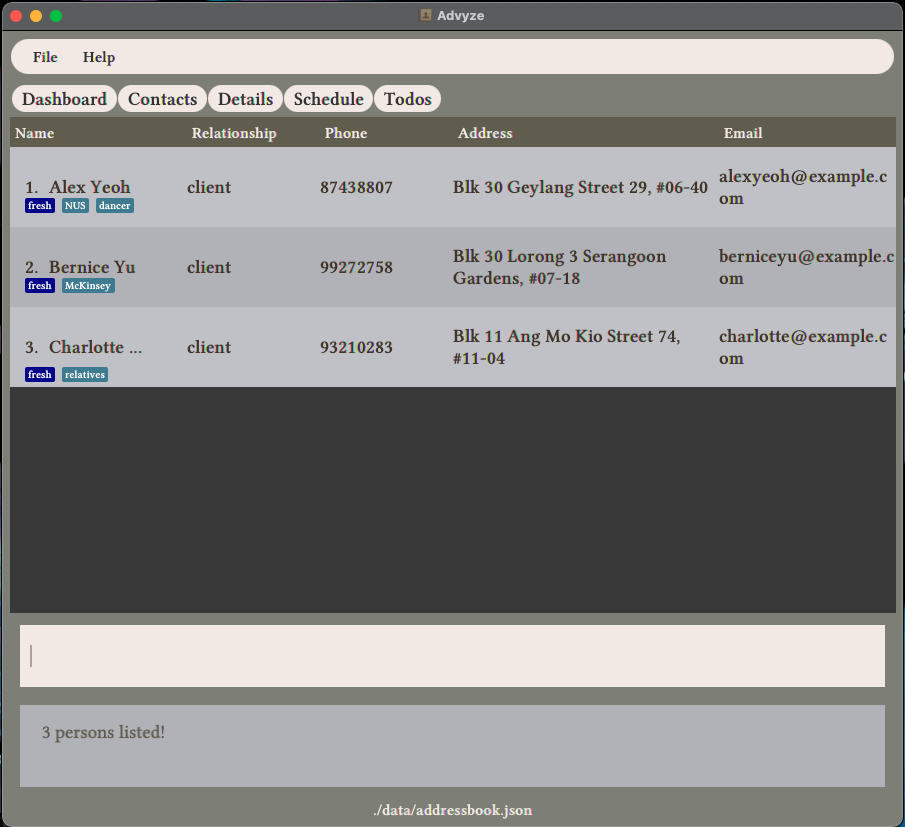 Advyze
File Help
Dashboard Contacts Details Schedule Todos
Name Relationship Phone Address Email
1. Alex Yeoh client 87438807 Blk 30 Geylang Street 29, #06-40 alexyeoh@example.c
om
fresh NUS dancer
2. Bernice Yu client 99272758 Blk 30 Lorong 3 Serangoon berniceyu@example.c
Gardens, #07-18 om
fresh McKinsey
3. Charlotte ... client 93210283 Blk 11 Ang Mo Kio Street 74, charlotte@example.c
#11-04 om
fresh relatives
3 persons listed!
./data/addressbook.json